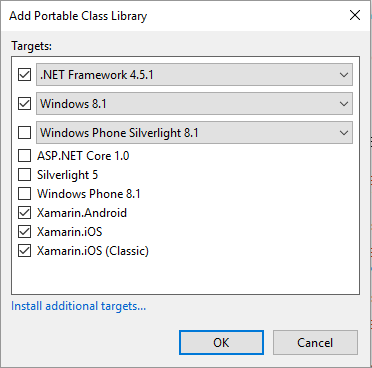 Add Portable Class Library
Targets:
.NET Framework 4.5.1
Windows 8.1
Windows Phone Silverlight 8.1
ASP.NET Core 1.0
Silverlight 5
Windows Phone 8.1
Xamarin.Android
Xamarin.iOS
Xamarin.iOS (Classic)
Install additional targets...
OK Cancel